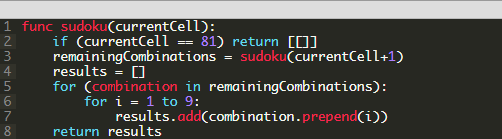 1 func sudoku(currentCell):
2     if (currentCell == 81) return [[]]
3     remainingCombinations = sudoku(currentCell+1)
4     results = []
5     for (combination in remainingCombinations):
6         for i = 1 to 9:
7             results.add(combination.prepend(i))
8     return results